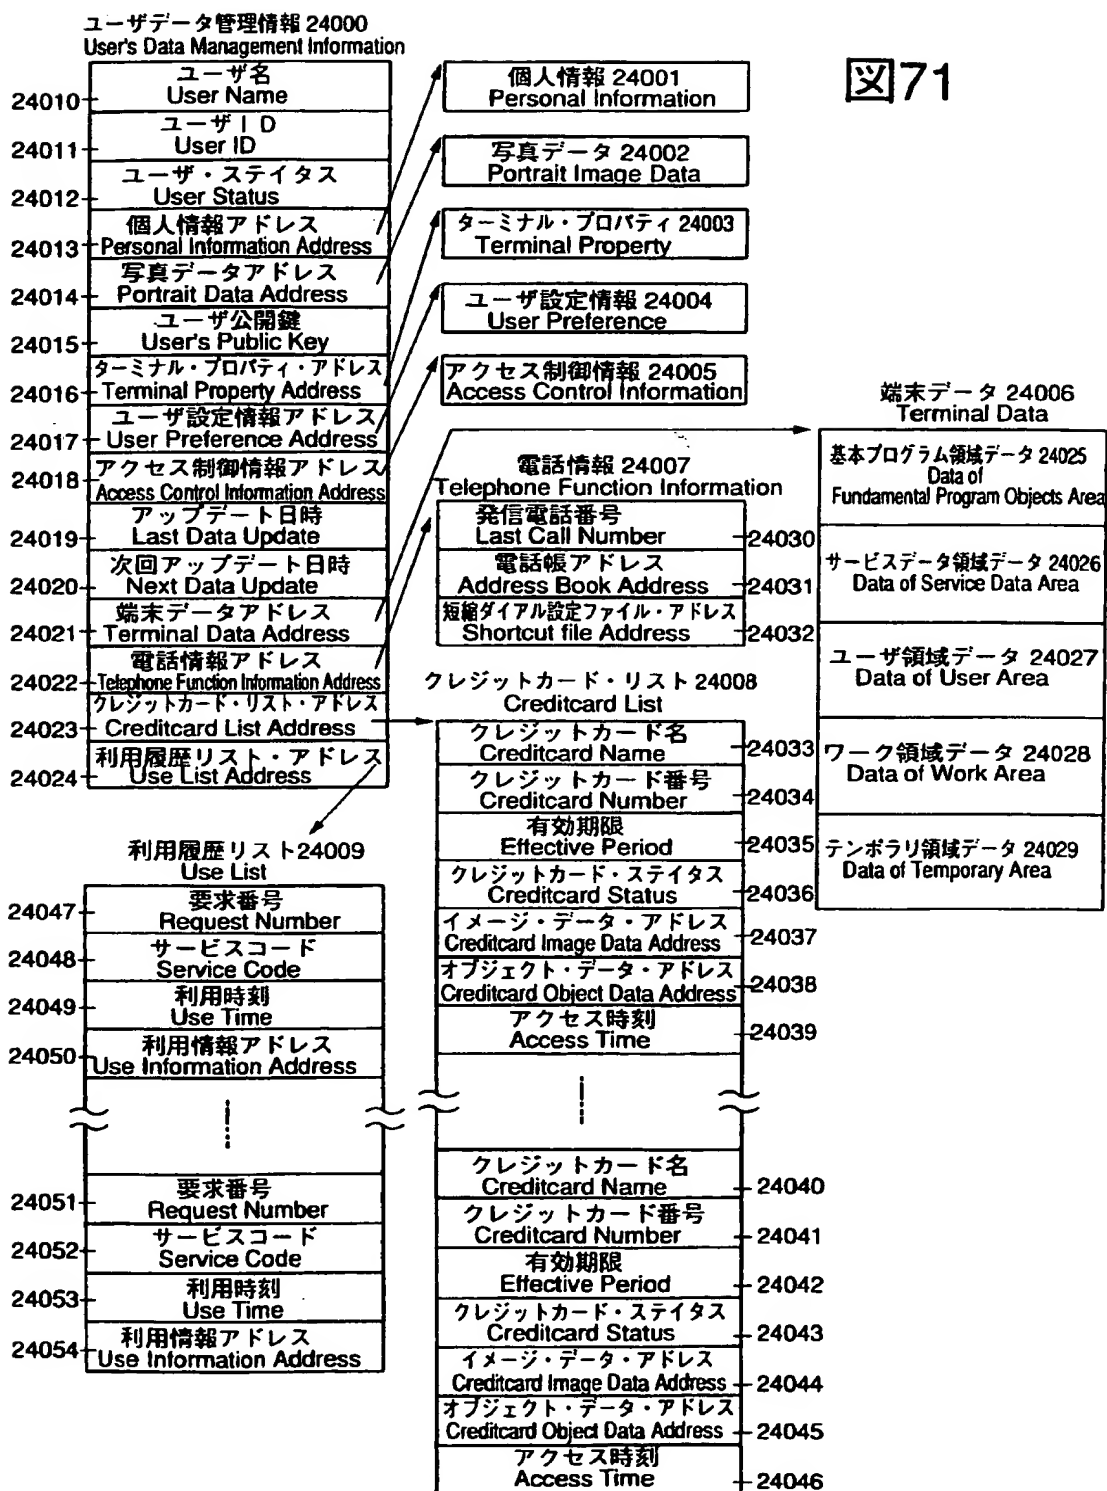 図71
ユーザデータ管理情報 24000
User's Data Management Information
ユーザ名
User Name
24010
ユーザID
User ID
24011
ユーザ・ステイタス
User Status
24012
個人情報アドレス
Personal Information Address
24013
写真データアドレス
Portrait Data Address
24014
ユーザ公開鍵
User's Public Key
24015
ターミナル・プロパティ・アドレス
Terminal Property Address
24016
ユーザ設定情報アドレス
User Preference Address
24017
アクセス制御情報アドレス
Access Control Information Address
24018
アップデート日時
Last Data Update
24019
次回アップデート日時
Next Data Update
24020
端末データアドレス
Terminal Data Address
24021
電話情報アドレス
Telephone Function Information Address
24022
クレジットカード・リスト・アドレス
Creditcard List Address
24023
利用履歴リスト・アドレス
Use List Address
24024
個人情報 24001
Personal Information
写真データ 24002
Portrait Image Data
ターミナル・プロパティ 24003
Terminal Property
ユーザ設定情報 24004
User Preference
アクセス制御情報 24005
Access Control Information
端末データ 24006
Terminal Data
基本プログラム領域データ 24025
Data of
Fundamental Program Objects Area
サービスデータ領域データ 24026
Data of Service Data Area
ユーザ領域データ 24027
Data of User Area
ワーク領域データ 24028
Data of Work Area
テンポラリ領域データ 24029
Data of Temporary Area
電話情報 24007
Telephone Function Information
発信電話番号
Last Call Number
24030
電話帳アドレス
Address Book Address
24031
短縮ダイアル設定ファイル・アドレス
Shortcut file Address
24032
クレジットカード・リスト 24008
Creditcard List
クレジットカード名
Creditcard Name
24033
クレジットカード番号
Creditcard Number
24034
有効期限
Effective Period
24035
クレジットカード・ステイタス
Creditcard Status
24036
イメージ・データ・アドレス
Creditcard Image Data Address
24037
オブジェクト・データ・アドレス
Creditcard Object Data Address
24038
アクセス時刻
Access Time
24039
クレジットカード名
Creditcard Name
24040
クレジットカード番号
Creditcard Number
24041
有効期限
Effective Period
24042
クレジットカード・ステイタス
Creditcard Status
24043
イメージ・データ・アドレス
Creditcard Image Data Address
24044
オブジェクト・データ・アドレス
Creditcard Object Data Address
24045
アクセス時刻
Access Time
24046
利用履歴リスト24009
Use List
要求番号
Request Number
24047
サービスコード
Service Code
24048
利用時刻
Use Time
24049
利用情報アドレス
Use Information Address
24050
要求番号
Request Number
24051
サービスコード
Service Code
24052
利用時刻
Use Time
24053
利用情報アドレス
Use Information Address
24054